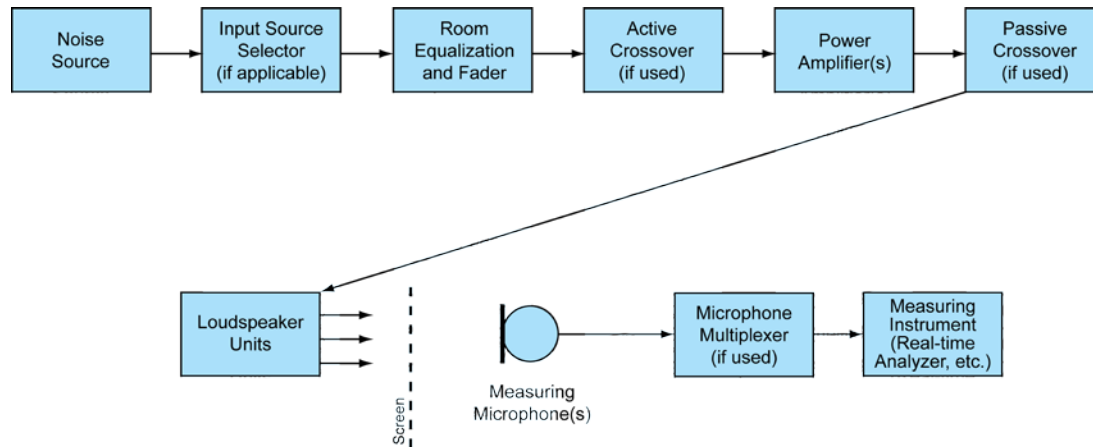 Noise
Source
Input Source
Selector
(if applicable)
Room
Equalization
and Fader
Active
Crossover
(if used)
Power
Amplifier(s)
Passive
Crossover
(if used)
Loudspeaker
Units
Screen
Measuring
Microphone(s)
Microphone
Multiplexer
(if used)
Measuring
Instrument
(Real-time
Analyzer, etc.)